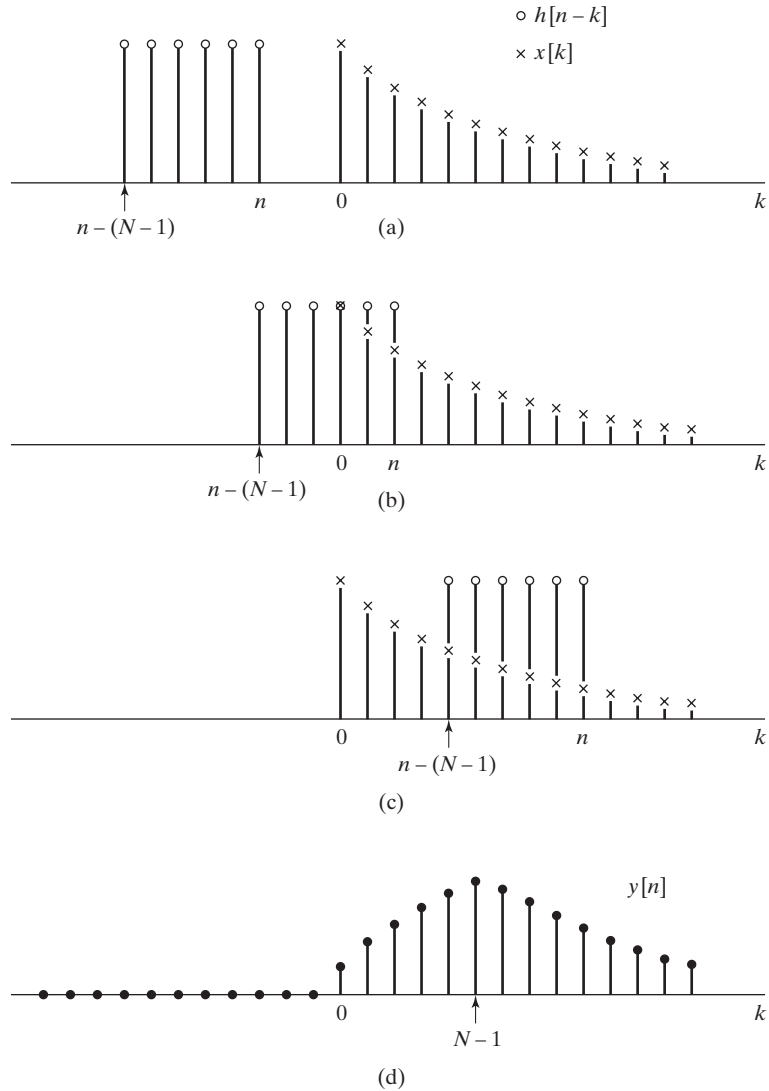 h[n – k]
x[k]
n 0 k
n – (N – 1)
(a)
0 n k
n – (N – 1)
(b)
0 n k
n – (N – 1)
(c)
y[n]
0 k
N – 1
(d)